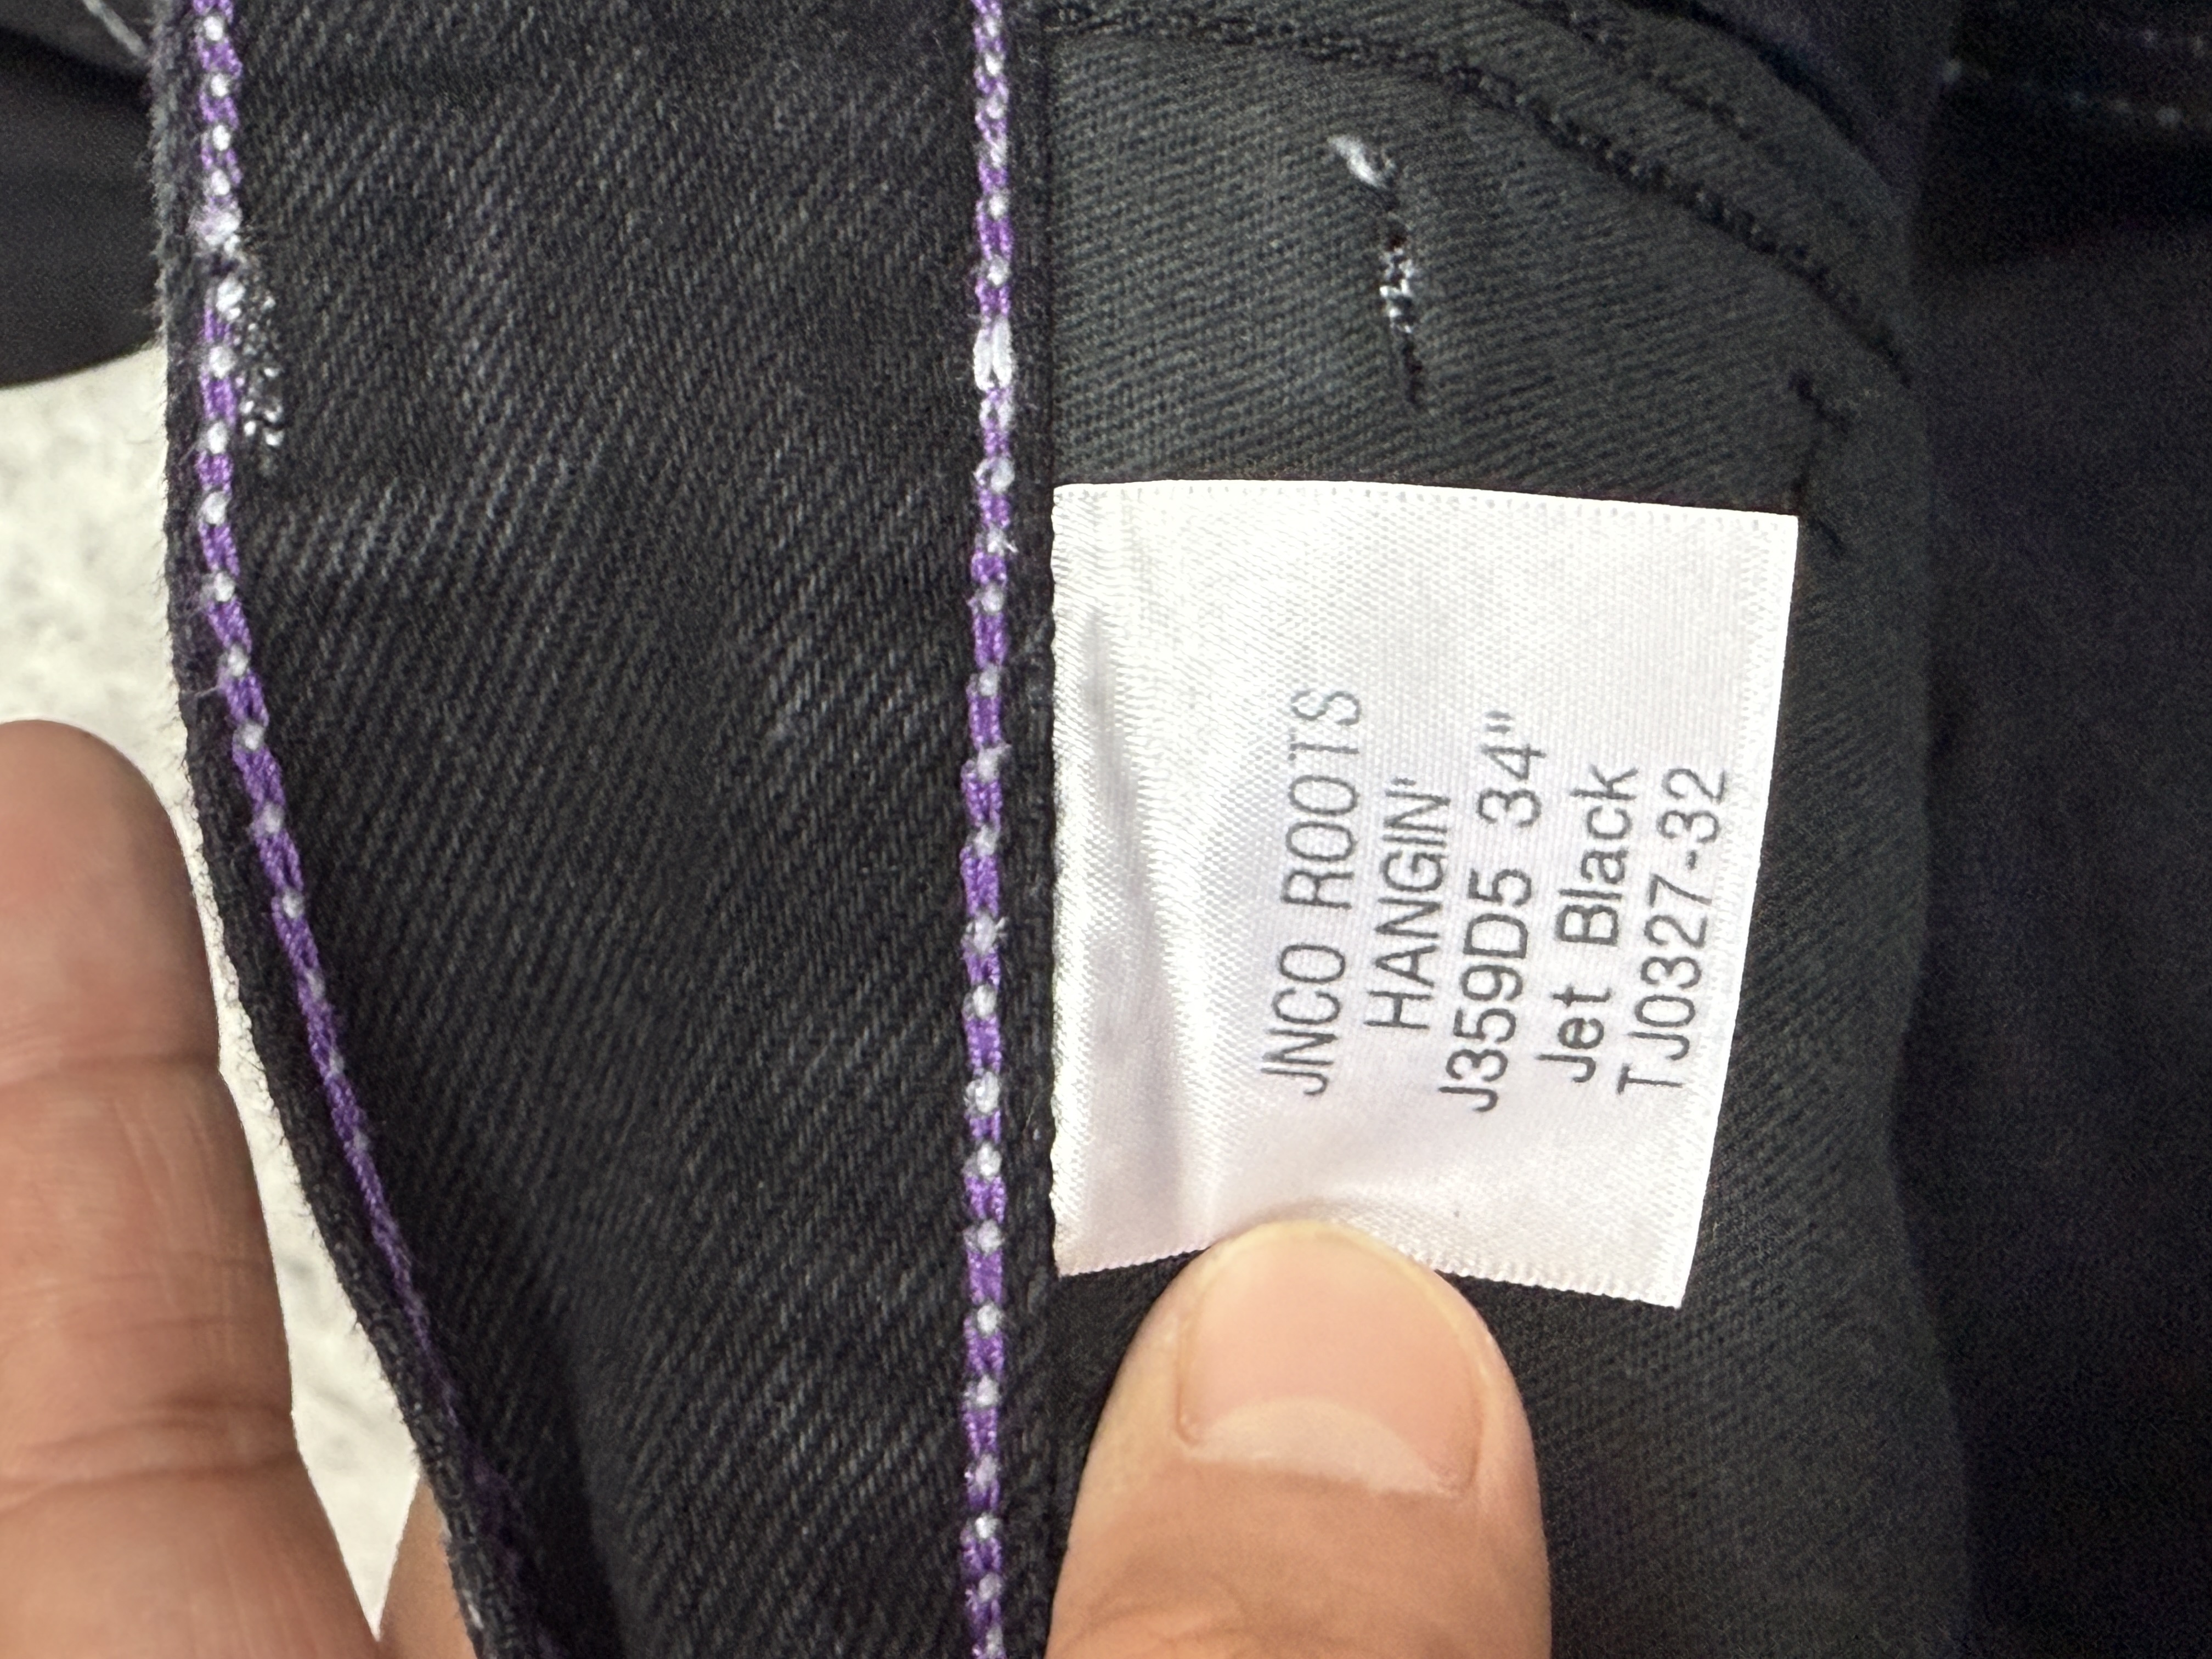 JNCO ROOTS
HANGIN'
J359D5 34"
Jet Black
TJ0327-32